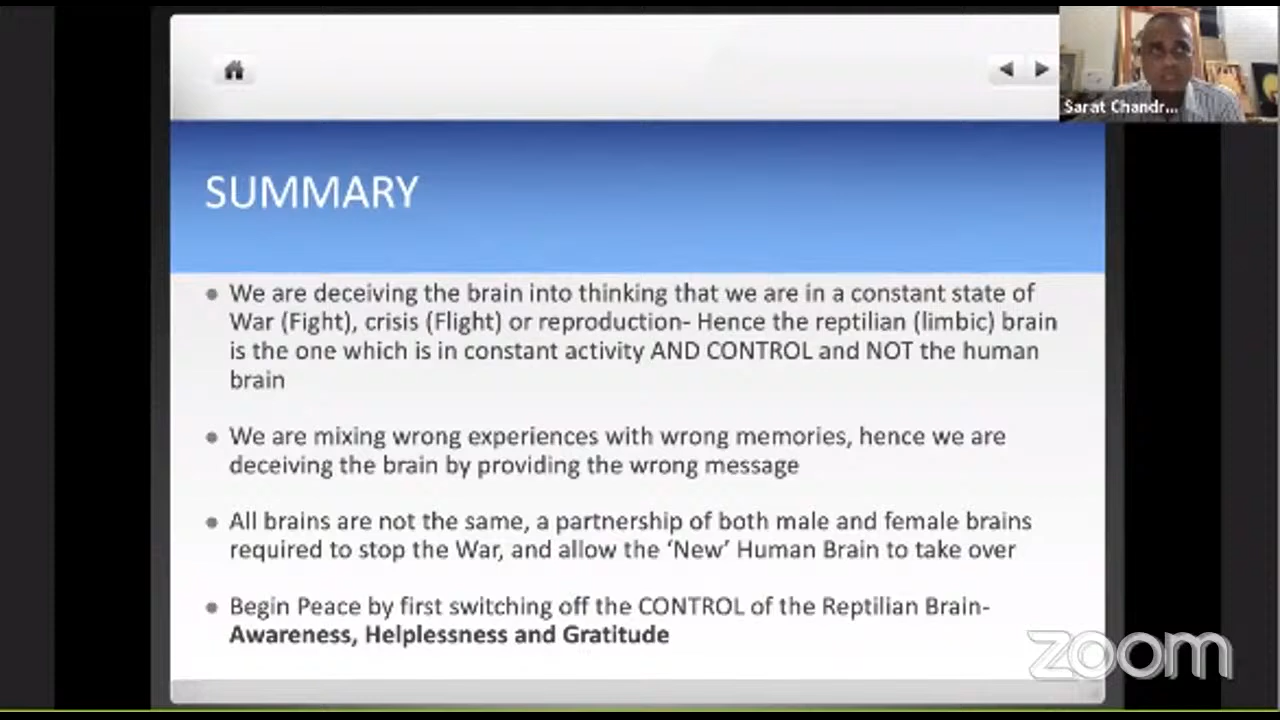 Sarat Chandr...
SUMMARY
We are deceiving the brain into thinking that we are in a constant state of
War (Fight), crisis (Flight) or reproduction- Hence the reptilian (limbic) brain
is the one which is in constant activity AND CONTROL and NOT the human
brain
We are mixing wrong experiences with wrong memories, hence we are
deceiving the brain by providing the wrong message
All brains are not the same, a partnership of both male and female brains
required to stop the War, and allow the ‘New’ Human Brain to take over
Begin Peace by first switching off the CONTROL of the Reptilian Brain-
Awareness, Helplessness and Gratitude
zoom